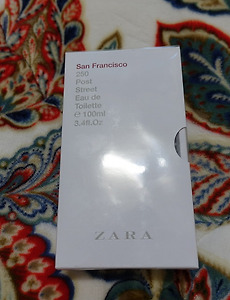 San Francisco
250
Post
Street
Eau de
Toilette
℮ 100ml
3.4fl.Oz
ZARA